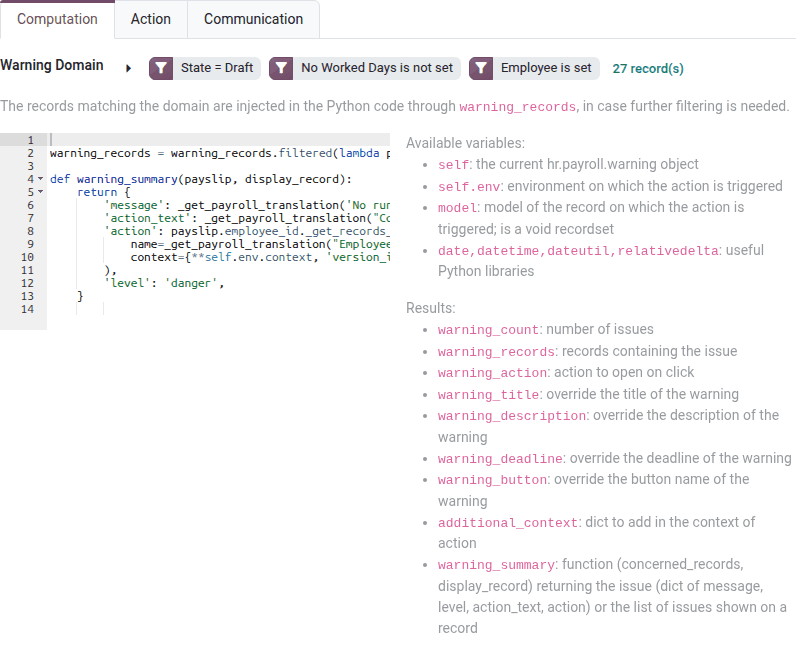 Computation Action Communication
Warning Domain State = Draft No Worked Days is not set Employee is set 27 record(s)
The records matching the domain are injected in the Python code through warning_records, in case further filtering is needed.
1
2 warning_records = warning_records.filtered(lambda p
3
4 def warning_summary(payslip, display_record):
5 return {
6 'message': _get_payroll_translation('No run
7 'action_text': _get_payroll_translation("Co
8 'action': payslip.employee_id._get_records_
9 name=_get_payroll_translation("Employee
10 context={**self.env.context, 'version_i
11 ),
12 'level': 'danger',
13 }
14
Available variables:
self: the current hr.payroll.warning object
self.env: environment on which the action is triggered
model: model of the record on which the action is
triggered; is a void recordset
date,datetime,dateutil,relativedelta: useful
Python libraries
Results:
warning_count: number of issues
warning_records: records containing the issue
warning_action: action to open on click
warning_title: override the title of the warning
warning_description: override the description of the
warning
warning_deadline: override the deadline of the warning
warning_button: override the button name of the
warning
additional_context: dict to add in the context of
action
warning_summary: function (concerned_records,
display_record) returning the issue (dict of message,
level, action_text, action) or the list of issues shown on a
record